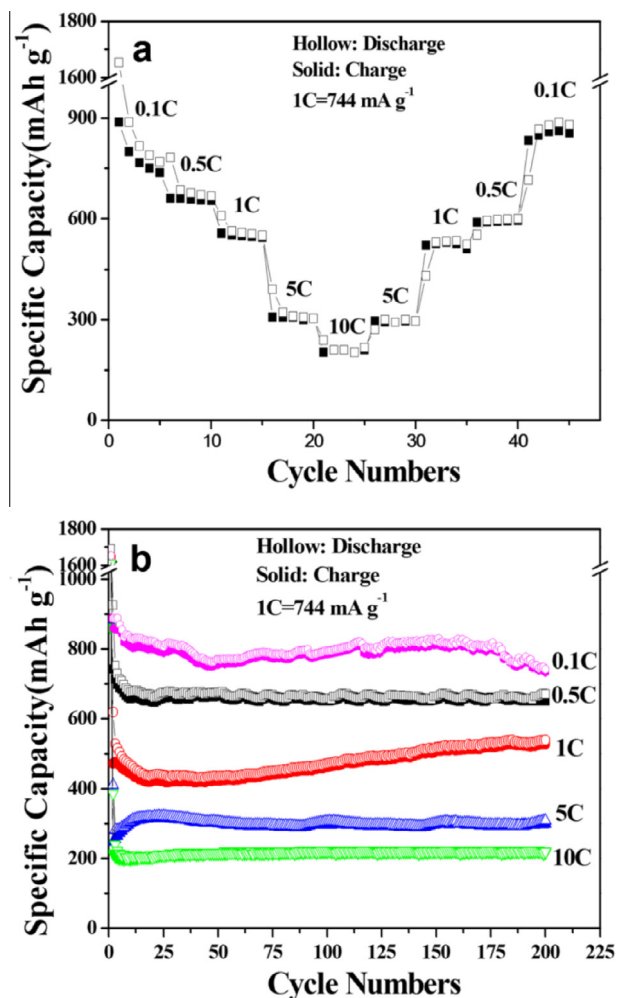 a
Hollow: Discharge
Solid: Charge
1C=744 mA g⁻¹
1800
1600
900
600
300
0
Specific Capacity(mAh g⁻¹)
0.1C
0.5C
1C
5C
10C
5C
1C
0.5C
0.1C
0
10
20
30
40
Cycle Numbers
b
Hollow: Discharge
Solid: Charge
1C=744 mA g⁻¹
1800
1600
1000
800
600
400
200
0
Specific Capacity(mAh g⁻¹)
0.1C
0.5C
1C
5C
10C
0
25
50
75
100
125
150
175
200
225
Cycle Numbers